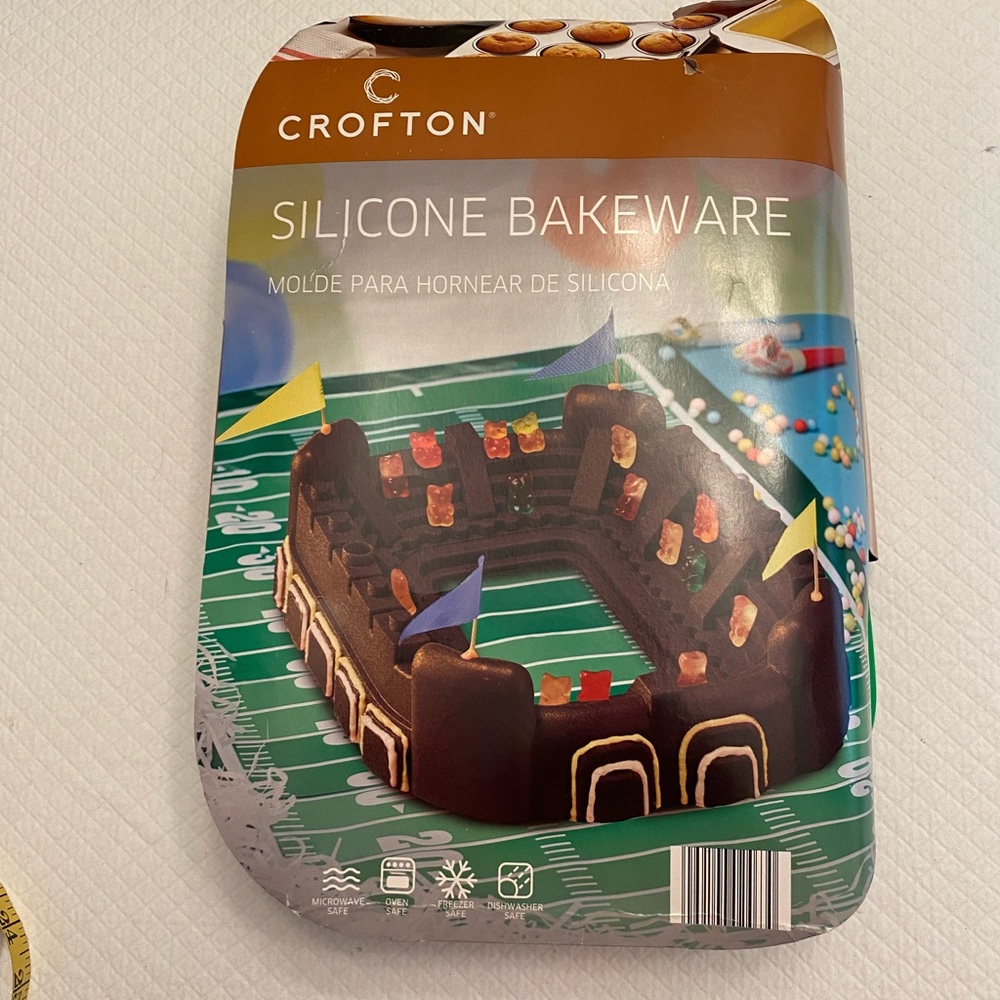 CROFTON®
SILICONE BAKEWARE
MOLDE PARA HORNEAR DE SILICONA
MICROWAVE SAFE
OVEN SAFE
FREEZER SAFE
DISHWASHER SAFE